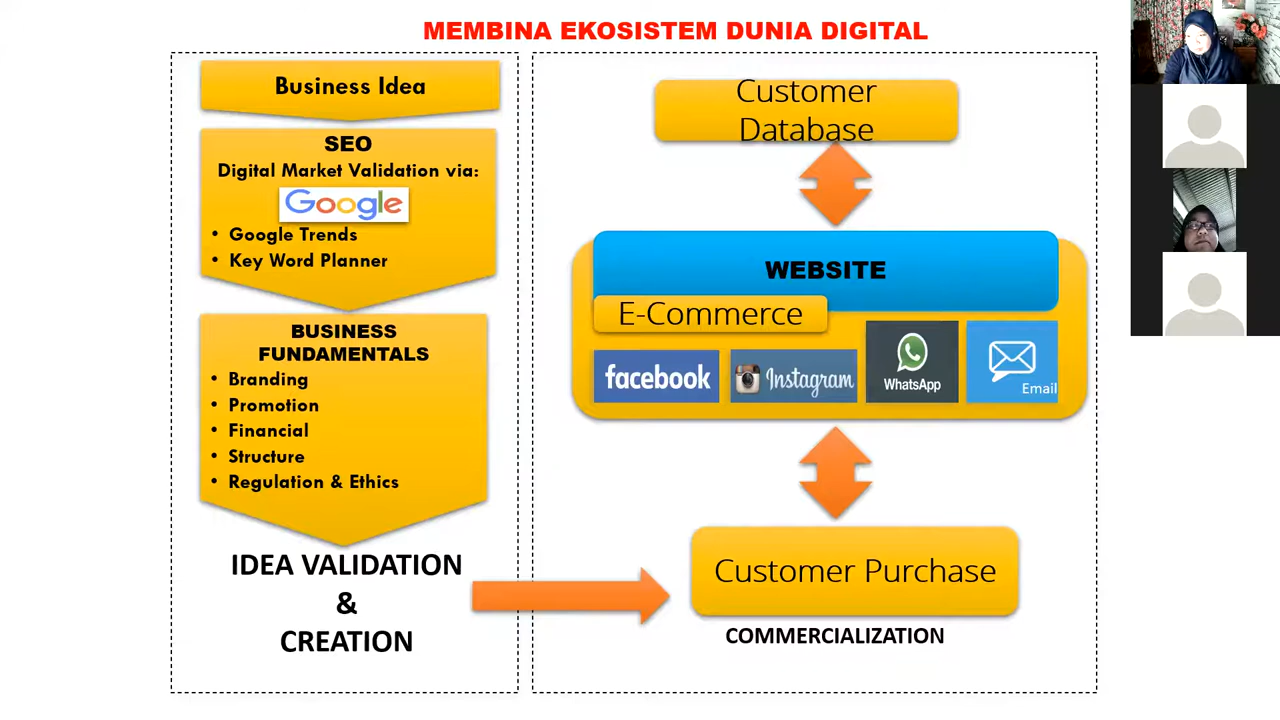 MEMBINA EKOSISTEM DUNIA DIGITAL
Business Idea
SEO
Digital Market Validation via:
Google
• Google Trends
• Key Word Planner
BUSINESS
FUNDAMENTALS
• Branding
• Promotion
• Financial
• Structure
• Regulation & Ethics
IDEA VALIDATION
&
CREATION
Customer
Database
WEBSITE
E-Commerce
facebook
Instagram
WhatsApp
Email
Customer Purchase
COMMERCIALIZATION